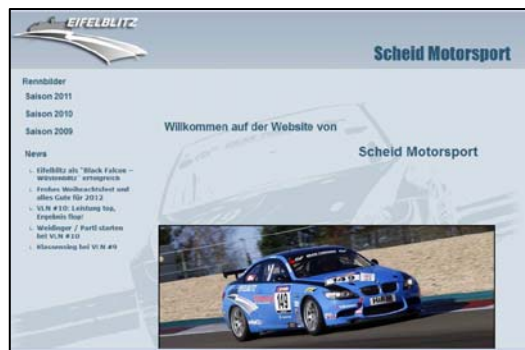 EIFELBLITZ
Scheid Motorsport
Rennbilder
Saison 2011
Saison 2010
Saison 2009
News
Eifelblitz als "Black Falcon –
Wüstenblitz" erfolgreich
Frohes Weihnachtsfest und
alles Gute für 2012
VLN #10: Leistung top,
Ergebnis flop!
Weidinger / Partl starten
bei VLN #10
Klassensieg bei VLN #9
Willkommen auf der Website von
Scheid Motorsport
149
149